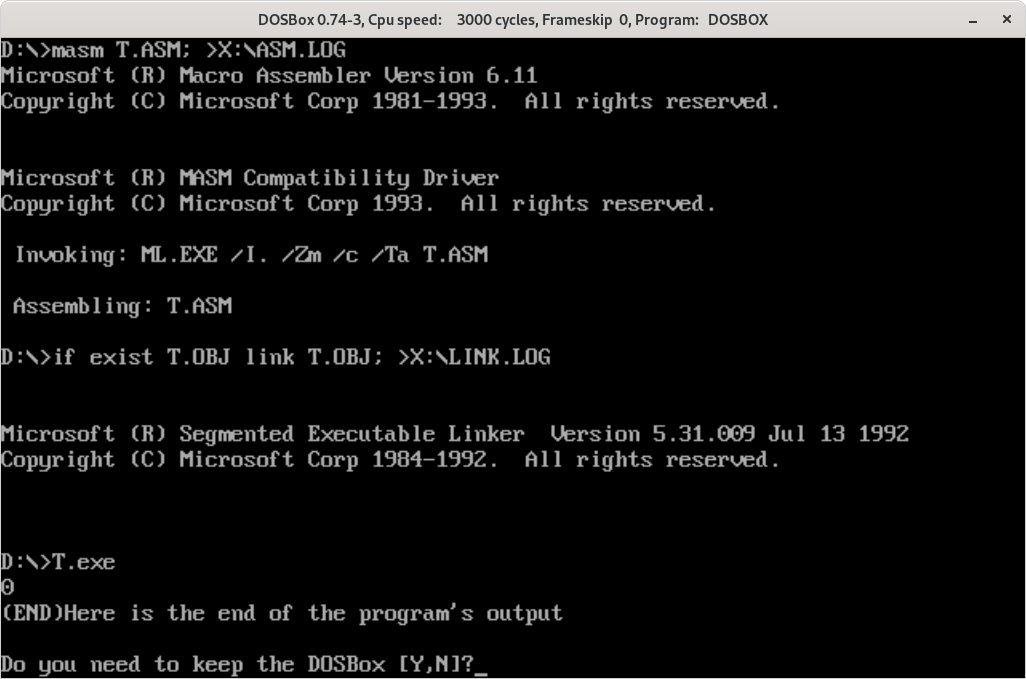 DOSBox 0.74-3, Cpu speed:    3000 cycles, Frameskip  0, Program:   DOSBOX
D:\>masm T.ASM; >X:\ASM.LOG
Microsoft (R) Macro Assembler Version 6.11
Copyright (C) Microsoft Corp 1981-1993.  All rights reserved.
Microsoft (R) MASM Compatibility Driver
Copyright (C) Microsoft Corp 1993.  All rights reserved.
 Invoking: ML.EXE /I. /Zm /c /Ta T.ASM
 Assembling: T.ASM
D:\>if exist T.OBJ link T.OBJ; >X:\LINK.LOG
Microsoft (R) Segmented Executable Linker  Version 5.31.009 Jul 13 1992
Copyright (C) Microsoft Corp 1984-1992.  All rights reserved.
D:\>T.exe
0
(END)Here is the end of the program's output
Do you need to keep the DOSBox [Y,N]?_